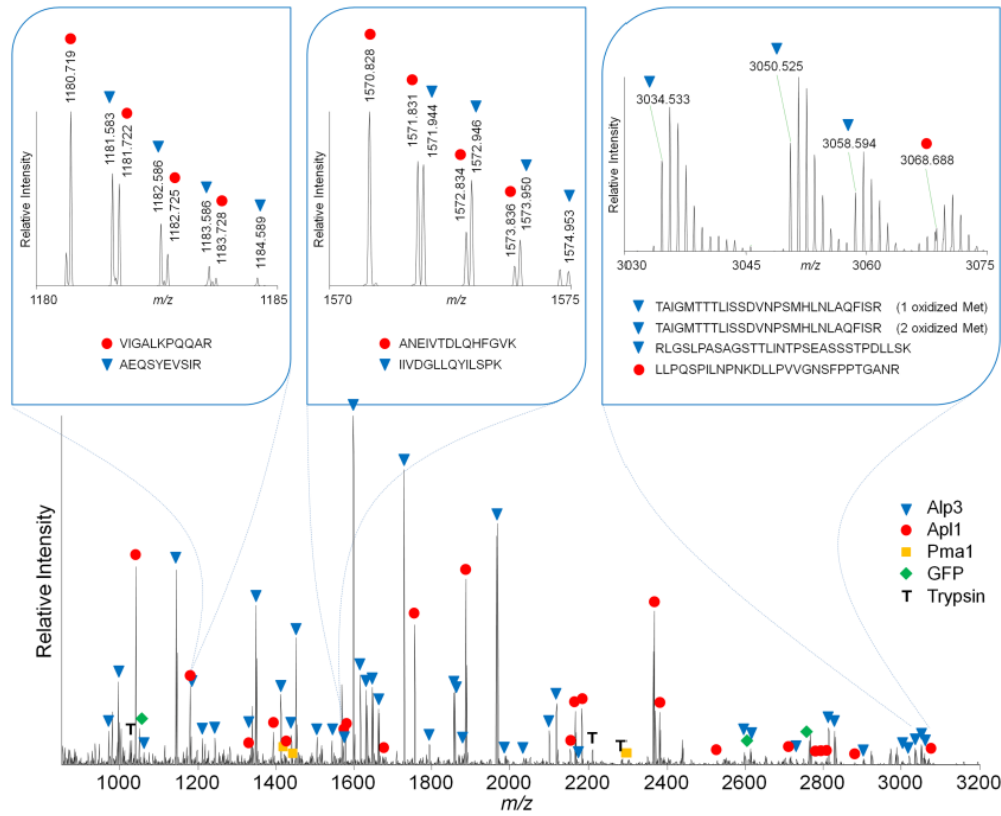 Relative Intensity
1180.719
1181.583
1181.722
1182.586
1182.725
1183.586
1183.728
1184.589
1180
m/z
1185
VIGALKPQQAR
AEQSYEVSIR
Relative Intensity
1570.828
1571.831
1571.944
1572.834
1572.946
1573.836
1573.950
1574.953
1570
m/z
1575
ANEIVTDLQHFGVK
IIVDGLLQYILSPK
Relative Intensity
3034.533
3050.525
3058.594
3068.688
3030
3045
m/z
3060
3075
TAIGMTTTLISSDVNPSMHLNLAQFISR (1 oxidized Met)
TAIGMTTTLISSDVNPSMHLNLAQFISR (2 oxidized Met)
RLGSLPASAGSTTLINTPSEASSSTPDLLSK
LLPQSPILNPNKDLLPVVGNSFPPTGANR
Relative Intensity
Alp3
Apl1
Pma1
GFP
T Trypsin
T
T
T
1000 1200 1400 1600 1800 2000 2200 2400 2600 2800 3000 3200
m/z